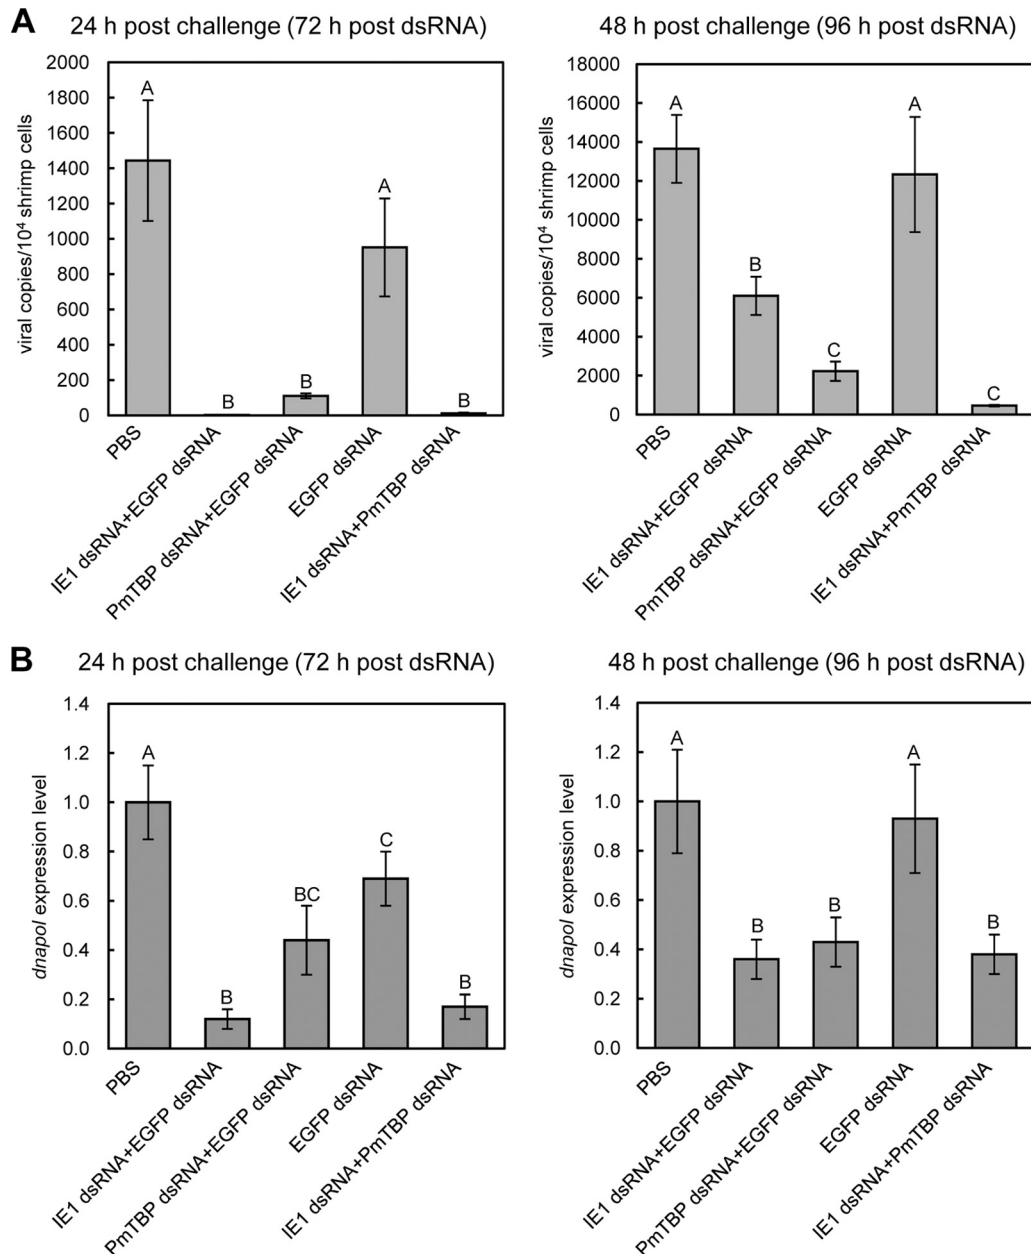 A
24 h post challenge (72 h post dsRNA)
viral copies/10⁴ shrimp cells
2000
1800
1600
1400
1200
1000
800
600
400
200
0
A
B
B
A
B
PBS
IE1 dsRNA+EGFP dsRNA
PmTBP dsRNA+EGFP dsRNA
EGFP dsRNA
IE1 dsRNA+PmTBP dsRNA
48 h post challenge (96 h post dsRNA)
viral copies/10⁴ shrimp cells
18000
16000
14000
12000
10000
8000
6000
4000
2000
0
A
B
C
A
C
PBS
IE1 dsRNA+EGFP dsRNA
PmTBP dsRNA+EGFP dsRNA
EGFP dsRNA
IE1 dsRNA+PmTBP dsRNA
B
24 h post challenge (72 h post dsRNA)
dnapol expression level
1.4
1.2
1.0
0.8
0.6
0.4
0.2
0.0
A
B
BC
C
B
PBS
IE1 dsRNA+EGFP dsRNA
PmTBP dsRNA+EGFP dsRNA
EGFP dsRNA
IE1 dsRNA+PmTBP dsRNA
48 h post challenge (96 h post dsRNA)
dnapol expression level
1.4
1.2
1.0
0.8
0.6
0.4
0.2
0.0
A
B
B
A
B
PBS
IE1 dsRNA+EGFP dsRNA
PmTBP dsRNA+EGFP dsRNA
EGFP dsRNA
IE1 dsRNA+PmTBP dsRNA